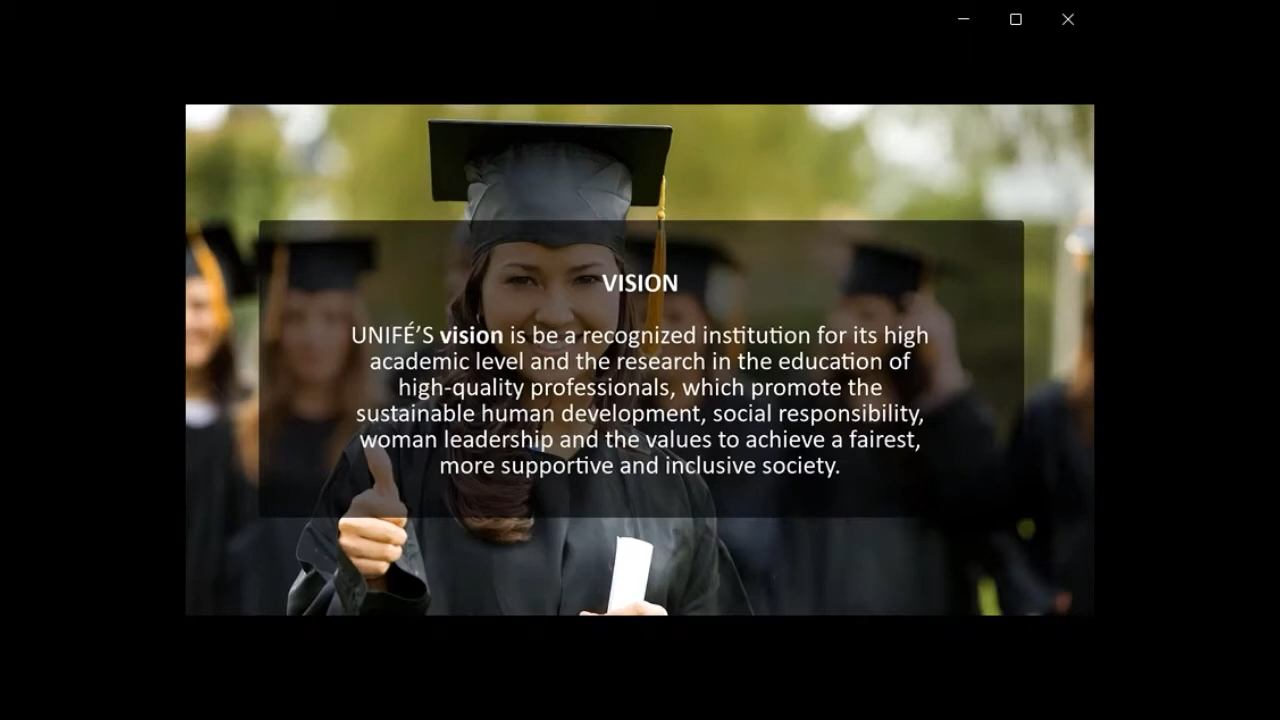 VISION
UNIFÉ’S vision is be a recognized institution for its high
academic level and the research in the education of
high-quality professionals, which promote the
sustainable human development, social responsibility,
woman leadership and the values to achieve a fairest,
more supportive and inclusive society.